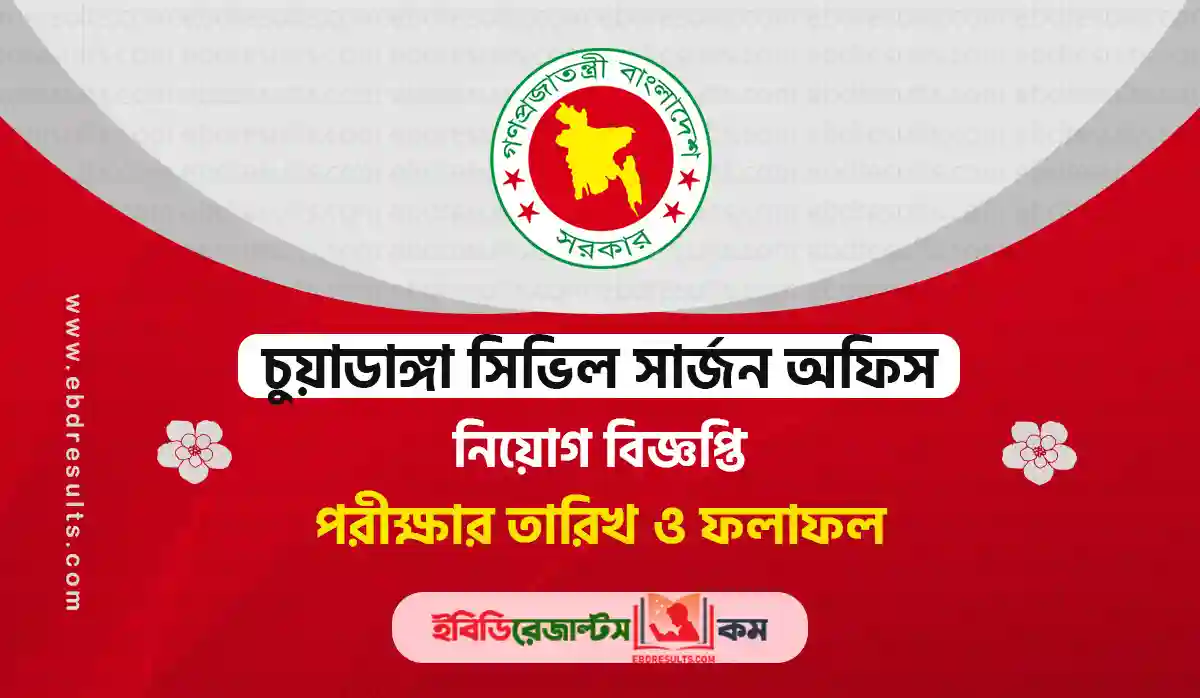 গণপ্রজাতন্ত্রী বাংলাদেশ
সরকার
www.ebdresults.com
চুয়াডাঙ্গা সিভিল সার্জন অফিস
নিয়োগ বিজ্ঞপ্তি
পরীক্ষার তারিখ ও ফলাফল
ইবিডিরেজাল্টস কম
EBDRESULTS.COM